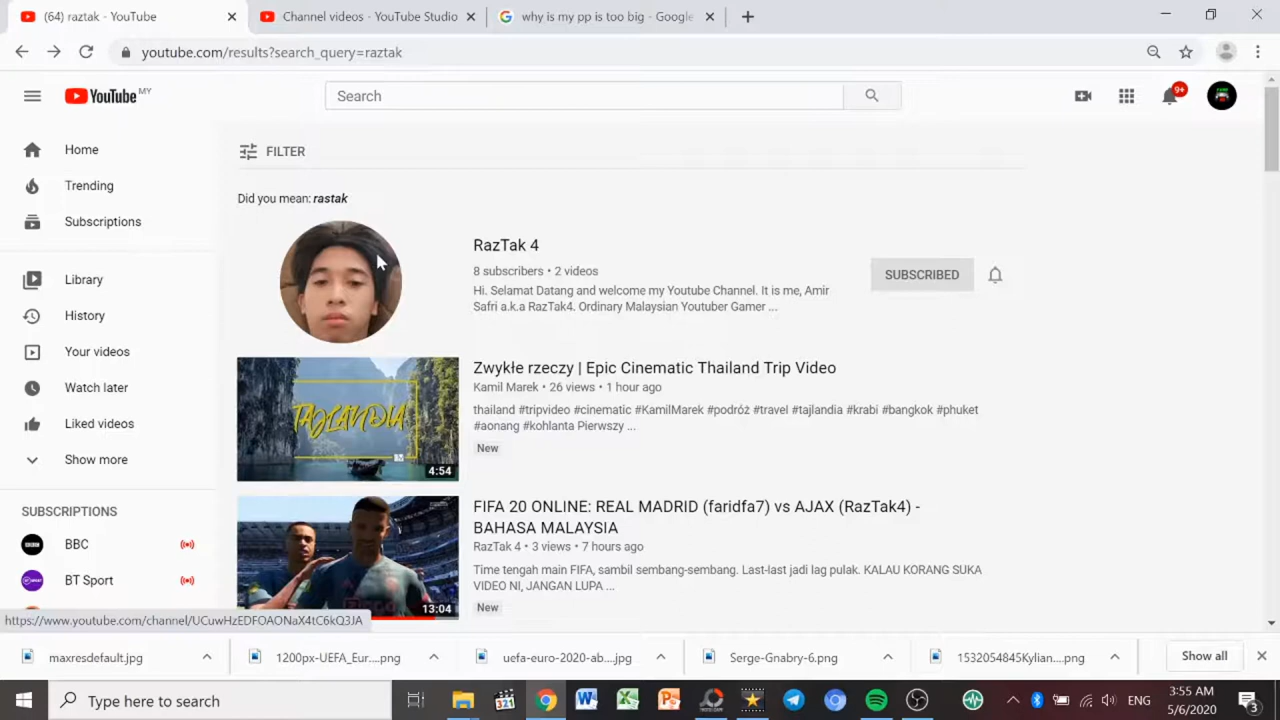 (64) raztak - YouTube
Channel videos - YouTube Studio
why is my pp is too big - Google
youtube.com/results?search_query=raztak
YouTube MY
Search
9+
Home
Trending
Subscriptions
Library
History
Your videos
Watch later
Liked videos
Show more
SUBSCRIPTIONS
BBC
BT Sport
FILTER
Did you mean: rastak
RazTak 4
8 subscribers • 2 videos
Hi. Selamat Datang and welcome my Youtube Channel. It is me, Amir
Safri a.k.a RazTak4. Ordinary Malaysian Youtuber Gamer ...
SUBSCRIBED
TAJLANDIA
4:54
Zwykłe rzeczy | Epic Cinematic Thailand Trip Video
Kamil Marek • 26 views • 1 hour ago
thailand #tripvideo #cinematic #KamilMarek #podróż #travel #tajlandia #krabi #bangkok #phuket
#aonang #kohlanta Pierwszy ...
New
13:04
FIFA 20 ONLINE: REAL MADRID (faridfa7) vs AJAX (RazTak4) -
BAHASA MALAYSIA
RazTak 4 • 3 views • 7 hours ago
Time tengah main FIFA, sambil sembang-sembang. Last-last jadi lag pulak. KALAU KORANG SUKA
VIDEO NI, JANGAN LUPA ...
New
https://www.youtube.com/channel/UCuwHzEDFOAONaX4tC6kQ3JA
maxresdefault.jpg
1200px-UEFA_Eur....png
uefa-euro-2020-ab....jpg
Serge-Gnabry-6.png
1532054845Kylian....png
Show all
Type here to search
321
ENG
3:55 AM
5/6/2020
3